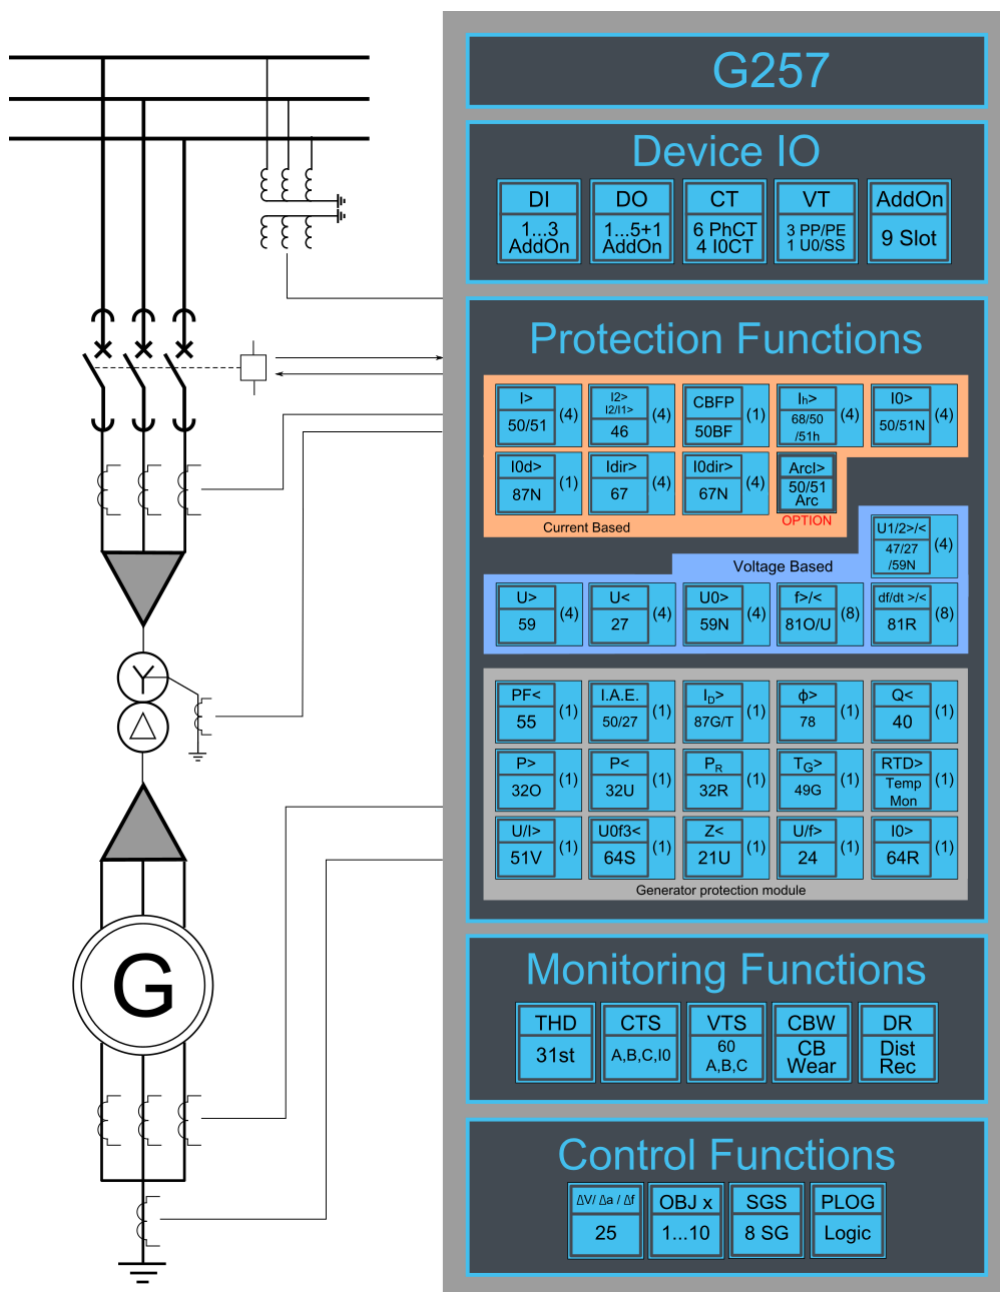 G257
Device IO
DI
1...3
AddOn
DO
1...5+1
AddOn
CT
6 PhCT
4 I0CT
VT
3 PP/PE
1 U0/SS
AddOn
9 Slot
Protection Functions
I>
50/51
(4)
I2>
I2/I1>
46
(4)
CBFP
50BF
(1)
Ih>
68/50
/51h
(4)
I0>
50/51N
(4)
I0d>
87N
(1)
Idir>
67
(4)
I0dir>
67N
(4)
ArcI>
50/51
Arc
OPTION
Current Based
U1/2>/<
47/27
/59N
(4)
Voltage Based
U>
59
(4)
U<
27
(4)
U0>
59N
(4)
f>/<
81O/U
(8)
df/dt >/<
81R
(8)
PF<
55
(1)
I.A.E.
50/27
(1)
ID>
87G/T
(1)
ϕ>
78
(1)
Q<
40
(1)
P>
32O
(1)
P<
32U
(1)
PR
32R
(1)
TG>
49G
(1)
RTD>
Temp
Mon
(1)
U/I>
51V
(1)
U0f3<
64S
(1)
Z<
21U
(1)
U/f>
24
(1)
I0>
64R
(1)
Generator protection module
Y
Δ
G
Monitoring Functions
THD
31st
CTS
A,B,C,I0
VTS
60
A,B,C
CBW
CB
Wear
DR
Dist
Rec
Control Functions
ΔV/ Δa / Δf
25
OBJ x
1...10
SGS
8 SG
PLOG
Logic